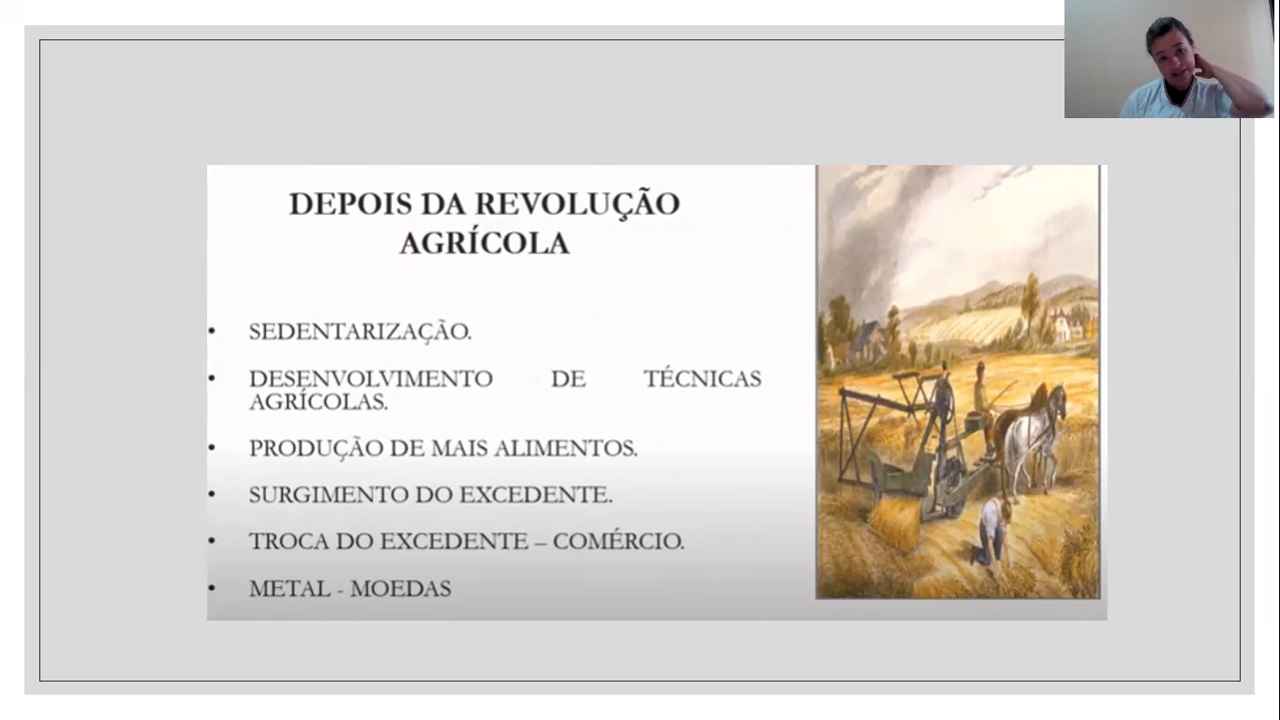 DEPOIS DA REVOLUÇÃO
AGRÍCOLA
• SEDENTARIZAÇÃO.
• DESENVOLVIMENTO DE TÉCNICAS
AGRÍCOLAS.
• PRODUÇÃO DE MAIS ALIMENTOS.
• SURGIMENTO DO EXCEDENTE.
• TROCA DO EXCEDENTE – COMÉRCIO.
• METAL - MOEDAS